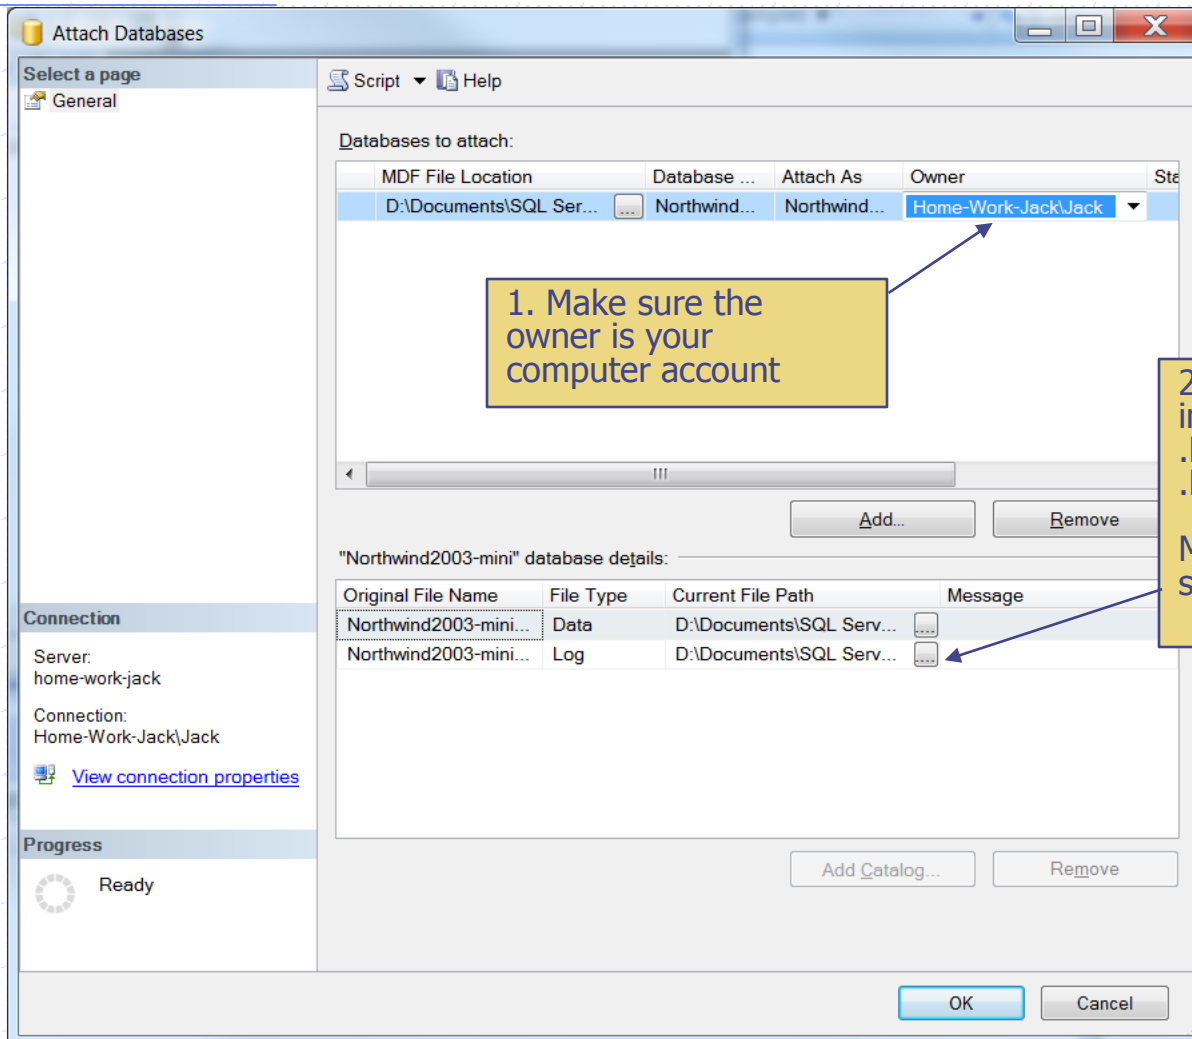 Attach Databases
Select a page
General
Script
Help
Databases to attach:
MDF File Location Database ... Attach As Owner
D:\Documents\SQL Ser... ... Northwind... Northwind... Home-Work-Jack\Jack
1. Make sure the
owner is your
computer account
2
Add...
Remove
"Northwind2003-mini" database details:
Original File Name File Type Current File Path Message
Northwind2003-mini... Data D:\Documents\SQL Serv... ...
Northwind2003-mini... Log D:\Documents\SQL Serv... ...
Connection
Server:
home-work-jack
Connection:
Home-Work-Jack\Jack
View connection properties
Progress
Ready
Add Catalog...
Remove
OK
Cancel